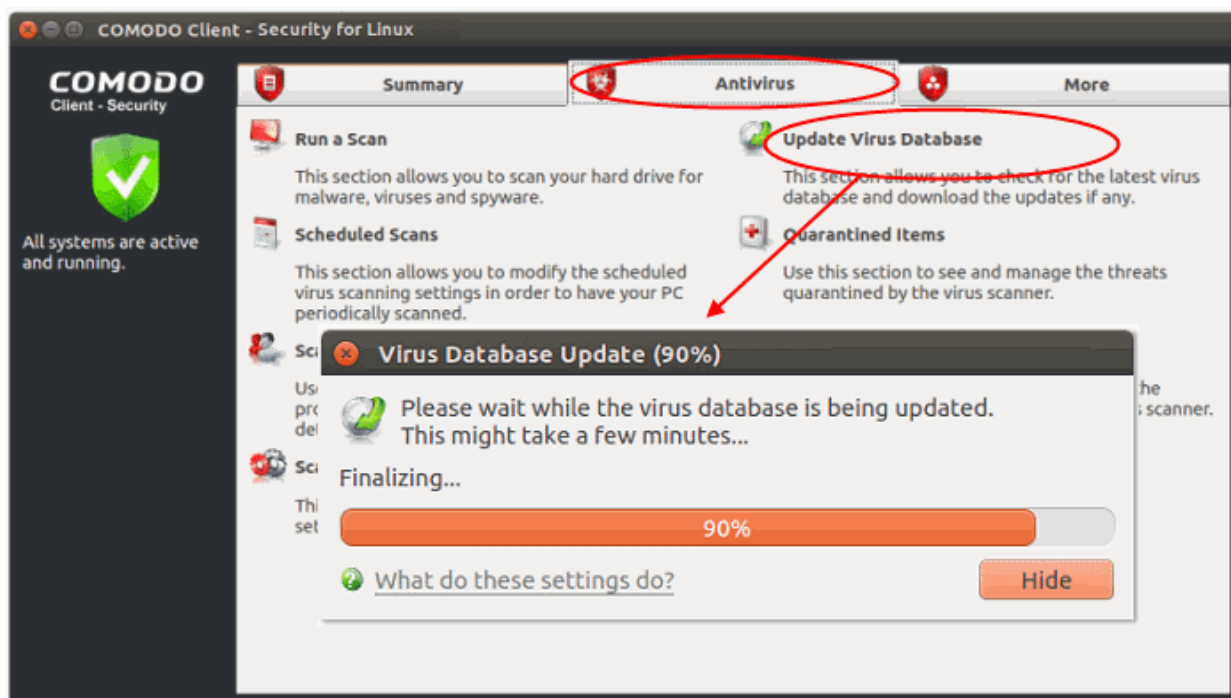 COMODO Client - Security for Linux
COMODO
Client - Security
All systems are active
and running.
Summary
Antivirus
More
Run a Scan
This section allows you to scan your hard drive for
malware, viruses and spyware.
Update Virus Database
This section allows you to check for the latest virus
database and download the updates if any.
Scheduled Scans
This section allows you to modify the scheduled
virus scanning settings in order to have your PC
periodically scanned.
Quarantined Items
Use this section to see and manage the threats
quarantined by the virus scanner.
scanner.
Virus Database Update (90%)
Please wait while the virus database is being updated.
This might take a few minutes...
Finalizing...
90%
What do these settings do?
Hide